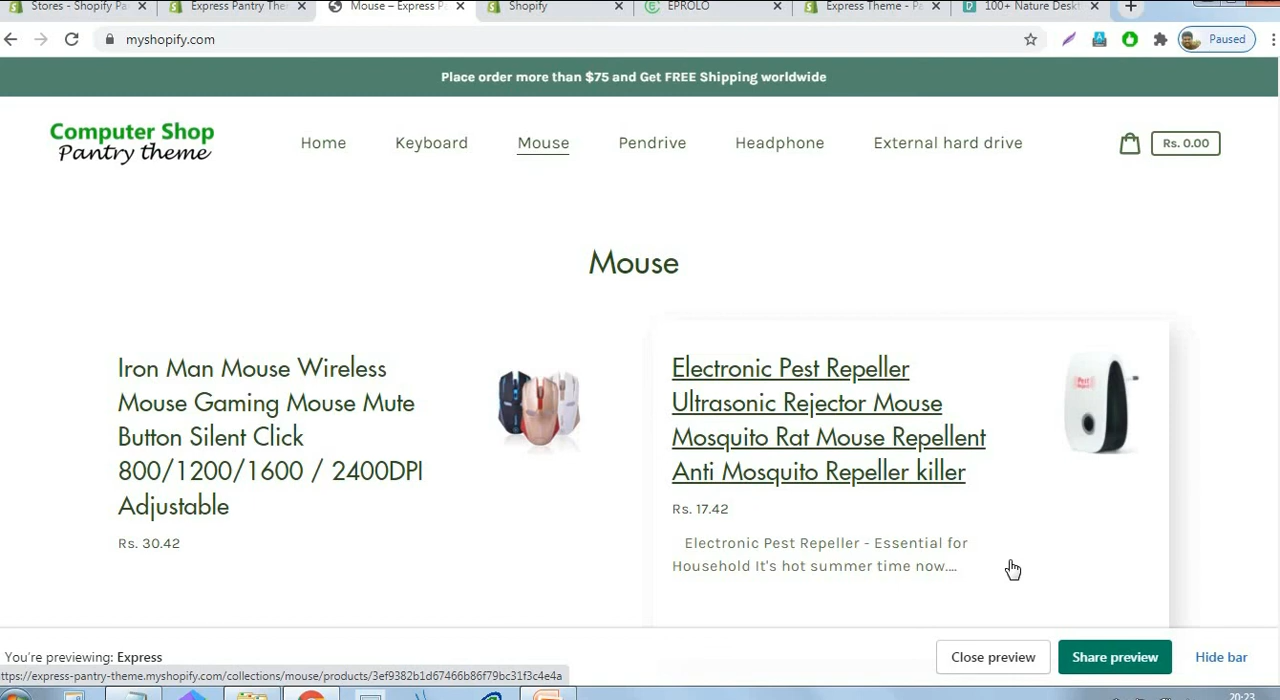 Stores - Shopify Pa
Express Pantry The
Mouse – Express P
Shopify
EPROLO
Express Theme - P
100+ Nature Deskt
myshopify.com
Paused
Place order more than $75 and Get FREE Shipping worldwide
Computer Shop
Pantry theme
Home
Keyboard
Mouse
Pendrive
Headphone
External hard drive
Rs. 0.00
Mouse
Iron Man Mouse Wireless
Mouse Gaming Mouse Mute
Button Silent Click
800/1200/1600 / 2400DPI
Adjustable
Rs. 30.42
Electronic Pest Repeller
Ultrasonic Rejector Mouse
Mosquito Rat Mouse Repellent
Anti Mosquito Repeller killer
Rs. 17.42
Electronic Pest Repeller - Essential for
Household It's hot summer time now....
You're previewing: Express
Close preview
Share preview
Hide bar
ttps://express-pantry-theme.myshopify.com/collections/mouse/products/3ef9382b1d67466b86f79bc31f3c4e4a
20:23